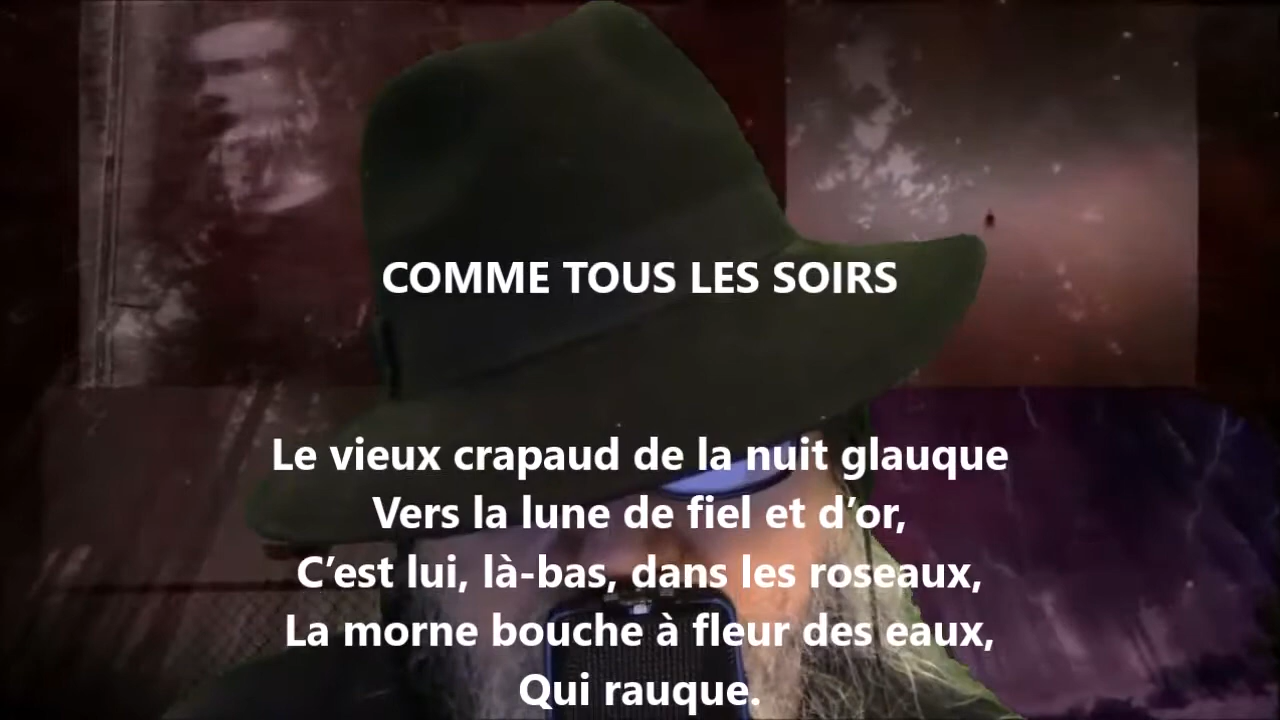 COMME TOUS LES SOIRS
Le vieux crapaud de la nuit glauque
Vers la lune de fiel et d’or,
C’est lui, là-bas, dans les roseaux,
La morne bouche à fleur des eaux,
Qui rauque.